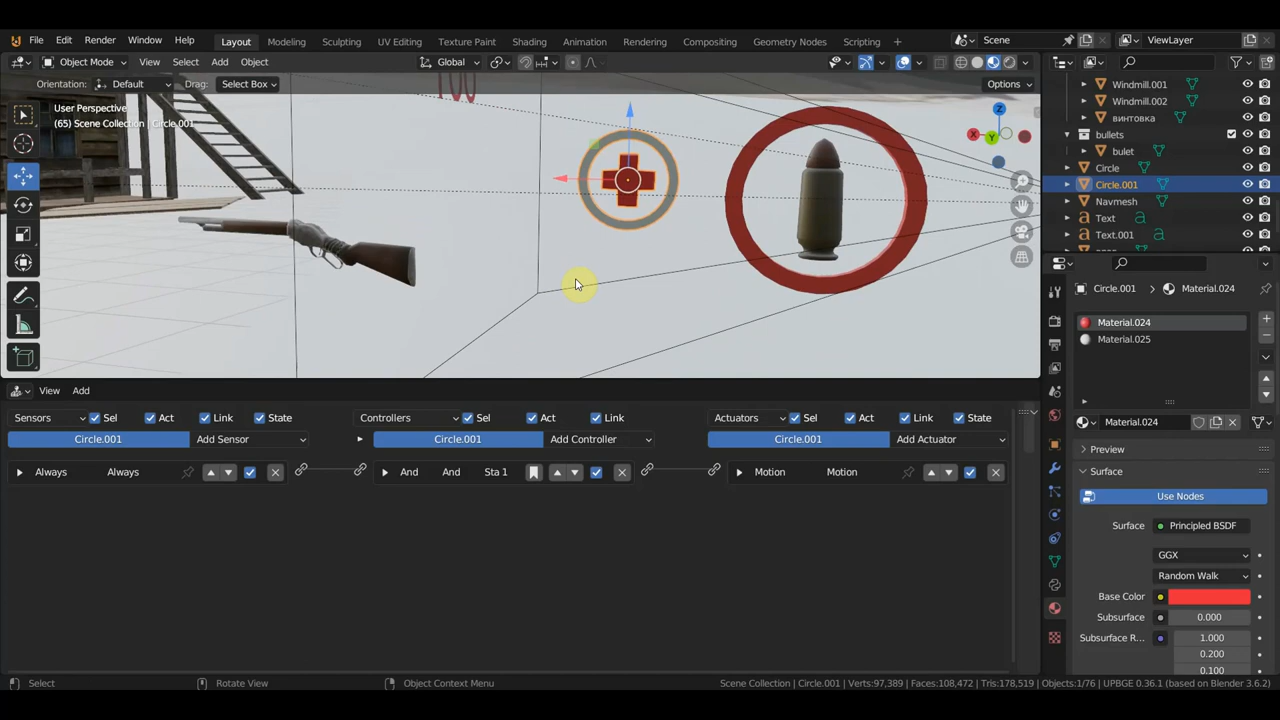 File Edit Render Window Help Layout Modeling Sculpting UV Editing Texture Paint Shading Animation Rendering Compositing Geometry Nodes Scripting + Scene ViewLayer
Object Mode View Select Add Object Global
Orientation: Default Drag: Select Box Options
User Perspective
(65) Scene Collection | Circle.001
100
X
Y
Z
Windmill.001
Windmill.002
винтовка
bullets
bulet
Circle
Circle.001
Navmesh
Text
Text.001
Circle.001 > Material.024
Material.024
Material.025
Material.024
Preview
Surface
Use Nodes
Surface Principled BSDF
GGX
Random Walk
Base Color
Subsurface 0.000
Subsurface R... 1.000
0.200
0.100
View Add
Sensors Sel Act Link State Controllers Sel Act Link Actuators Sel Act Link State
Circle.001 Add Sensor Circle.001 Add Controller Circle.001 Add Actuator
Always Always And And Sta 1 Motion Motion
Select Rotate View Object Context Menu Scene Collection | Circle.001 | Verts:97,389 | Faces:108,472 | Tris:178,519 | Objects:1/76 | UPBGE 0.36.1 (based on Blender 3.6.2)